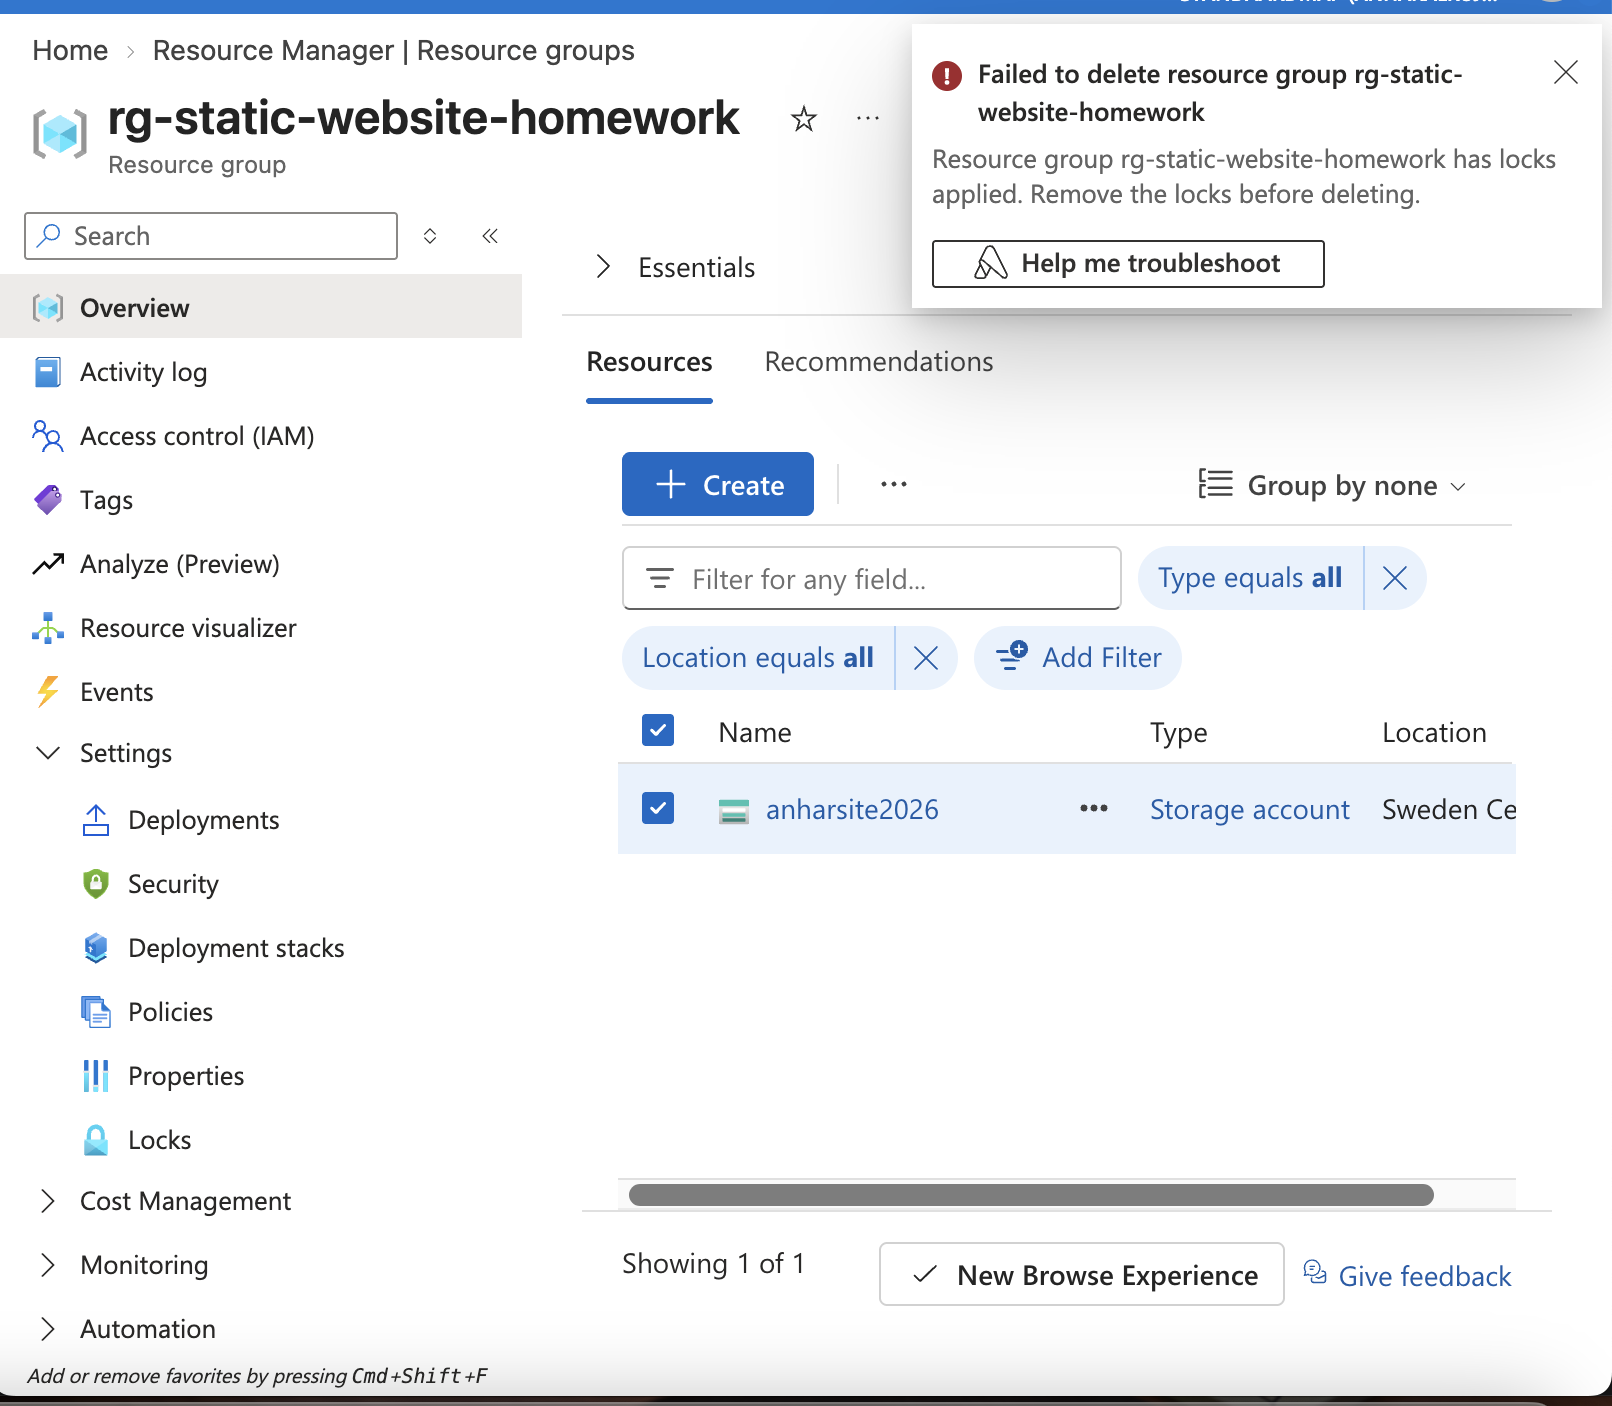 Home > Resource Manager | Resource groups
rg-static-website-homework
Resource group
Failed to delete resource group rg-static-
website-homework
Resource group rg-static-website-homework has locks
applied. Remove the locks before deleting.
Help me troubleshoot
Search
Overview
Activity log
Access control (IAM)
Tags
Analyze (Preview)
Resource visualizer
Events
Settings
Deployments
Security
Deployment stacks
Policies
Properties
Locks
Cost Management
Monitoring
Automation
Add or remove favorites by pressing Cmd+Shift+F
Essentials
Resources Recommendations
Create
Group by none
Filter for any field...
Type equals all
Location equals all
Add Filter
Name Type Location
anharsite2026 Storage account Sweden Ce
Showing 1 of 1
New Browse Experience
Give feedback